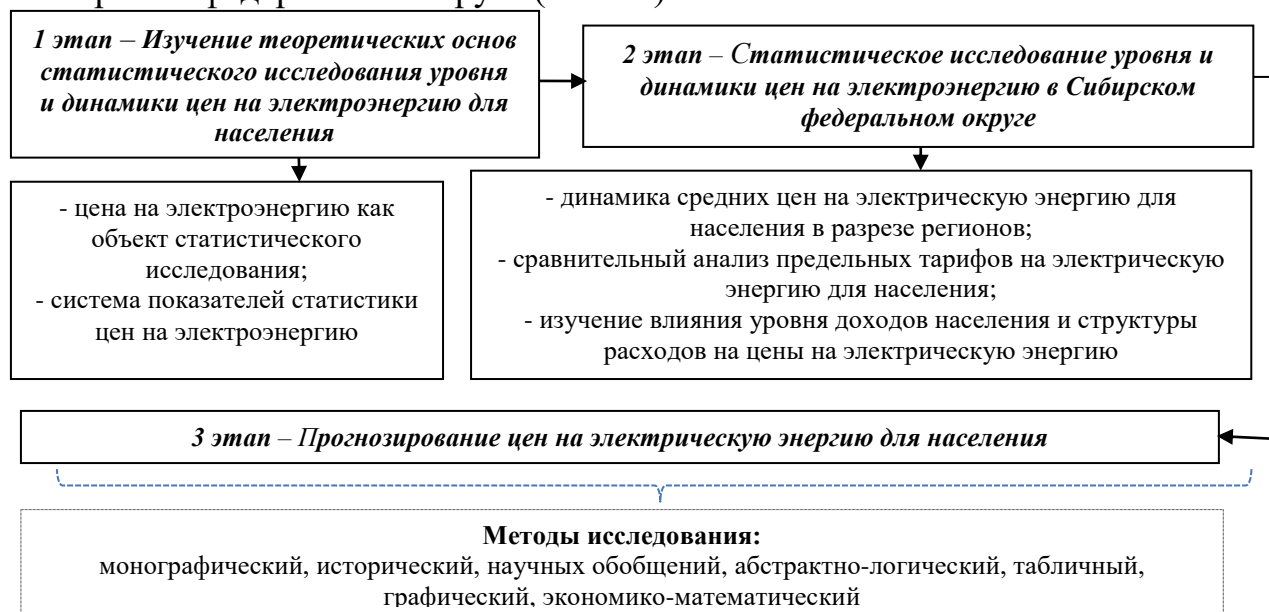 1 этап – Изучение теоретических основ
статистического исследования уровня
и динамики цен на электроэнергию для
населения
2 этап – Статистическое исследование уровня и
динамики цен на электроэнергию в Сибирском
федеральном округе
- цена на электроэнергию как
объект статистического
исследования;
- система показателей статистики
цен на электроэнергию
- динамика средних цен на электрическую энергию для
населения в разрезе регионов;
- сравнительный анализ предельных тарифов на электрическую
энергию для населения;
- изучение влияния уровня доходов населения и структуры
расходов на цены на электрическую энергию
3 этап – Прогнозирование цен на электрическую энергию для населения
Методы исследования:
монографический, исторический, научных обобщений, абстрактно-логический, табличный,
графический, экономико-математический